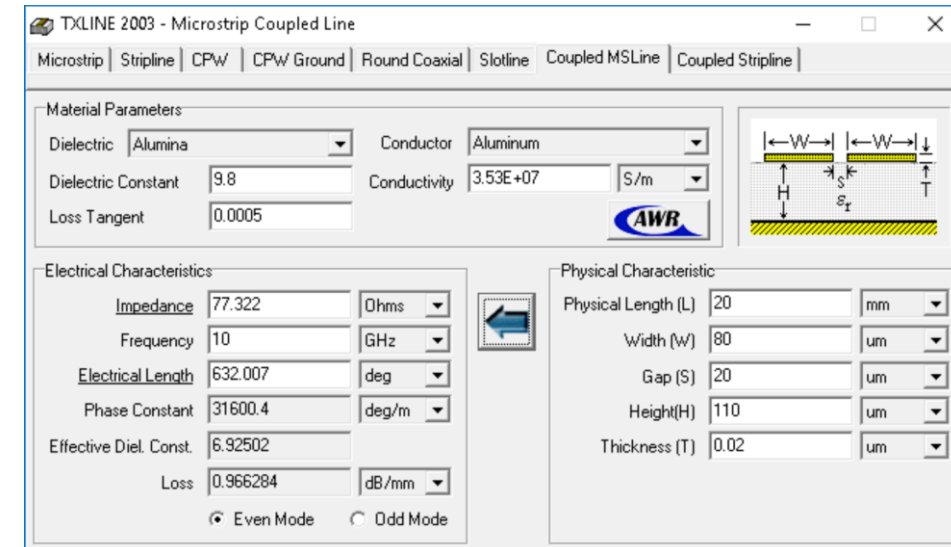 TXLINE 2003 - Microstrip Coupled Line
Microstrip Stripline CPW CPW Ground Round Coaxial Slotline Coupled MSLine Coupled Stripline
Material Parameters
Dielectric Alumina Conductor Aluminum
Dielectric Constant 9.8 Conductivity 3.53E+07 S/m
Loss Tangent 0.0005
AWR
W W
H S T
εr
Electrical Characteristics
Impedance 77.322 Ohms
Frequency 10 GHz
Electrical Length 632.007 deg
Phase Constant 31600.4 deg/m
Effective Diel. Const. 6.92502
Loss 0.966284 dB/mm
Even Mode Odd Mode
Physical Characteristic
Physical Length (L) 20 mm
Width (W) 80 um
Gap (S) 20 um
Height(H) 110 um
Thickness (T) 0.02 um